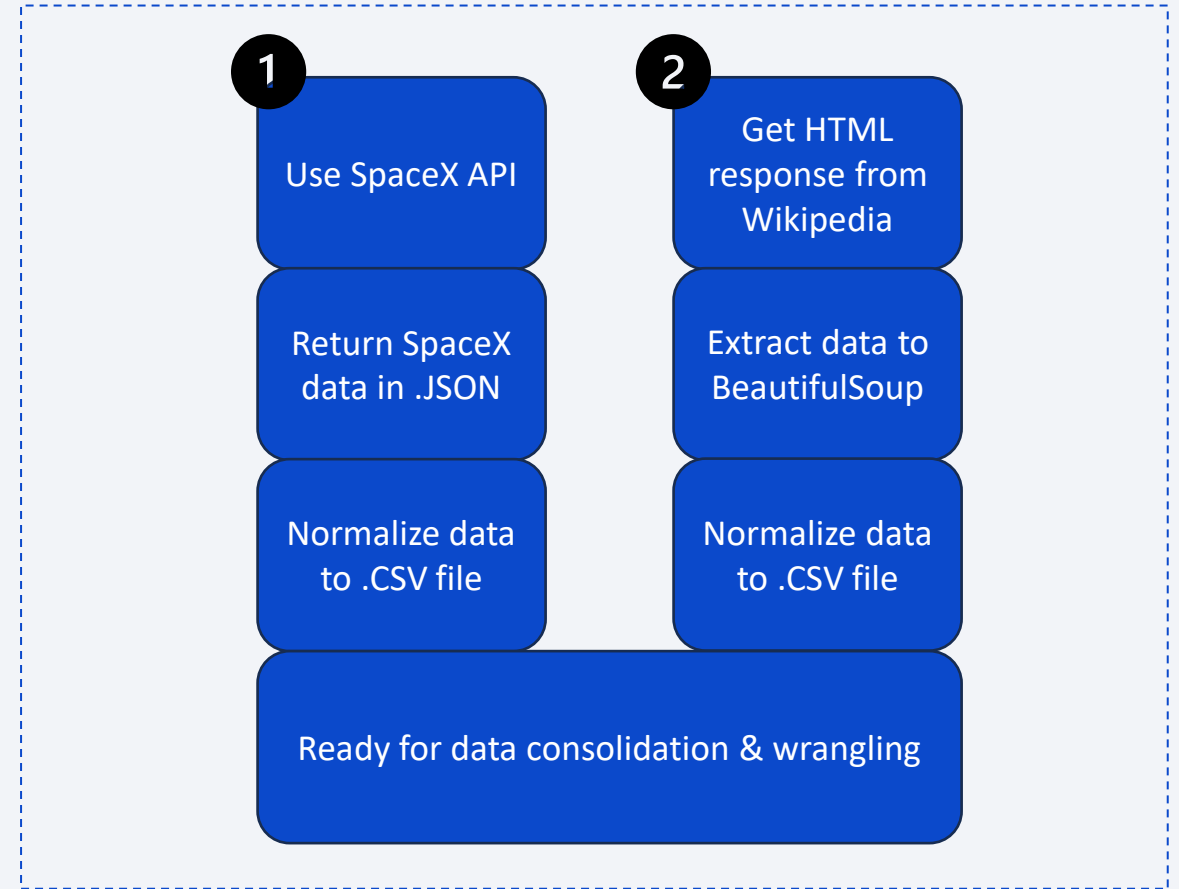 1
Use SpaceX API
Return SpaceX
data in .JSON
Normalize data
to .CSV file
2
Get HTML
response from
Wikipedia
Extract data to
BeautifulSoup
Normalize data
to .CSV file
Ready for data consolidation & wrangling